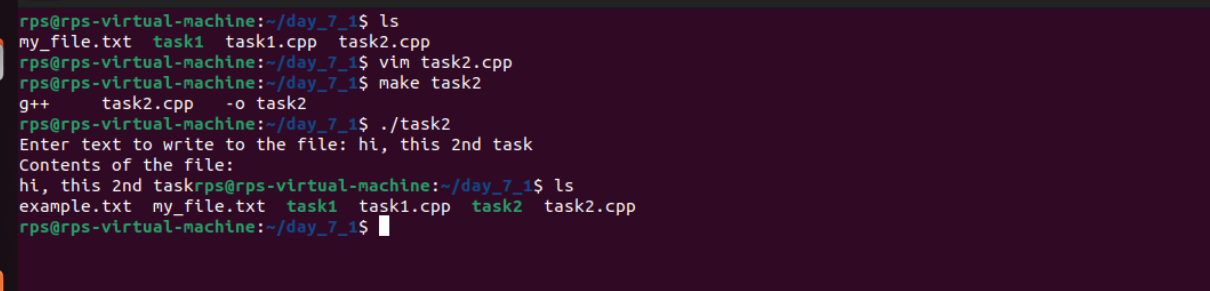 rps@rps-virtual-machine:~/day_7_1$ ls
my_file.txt  task1  task1.cpp  task2.cpp
rps@rps-virtual-machine:~/day_7_1$ vim task2.cpp
rps@rps-virtual-machine:~/day_7_1$ make task2
g++     task2.cpp   -o task2
rps@rps-virtual-machine:~/day_7_1$ ./task2
Enter text to write to the file: hi, this 2nd task
Contents of the file:
hi, this 2nd taskrps@rps-virtual-machine:~/day_7_1$ ls
example.txt  my_file.txt  task1  task1.cpp  task2  task2.cpp
rps@rps-virtual-machine:~/day_7_1$